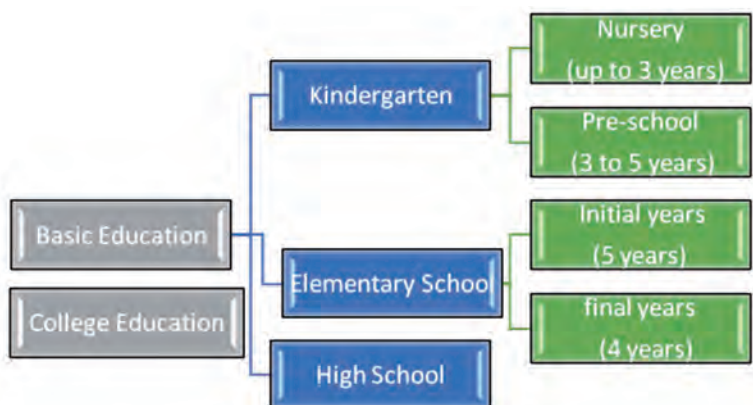 Basic Education
College Education
Kindergarten
Elementary School
High School
Nursery
(up to 3 years)
Pre-school
(3 to 5 years)
Initial years
(5 years)
final years
(4 years)